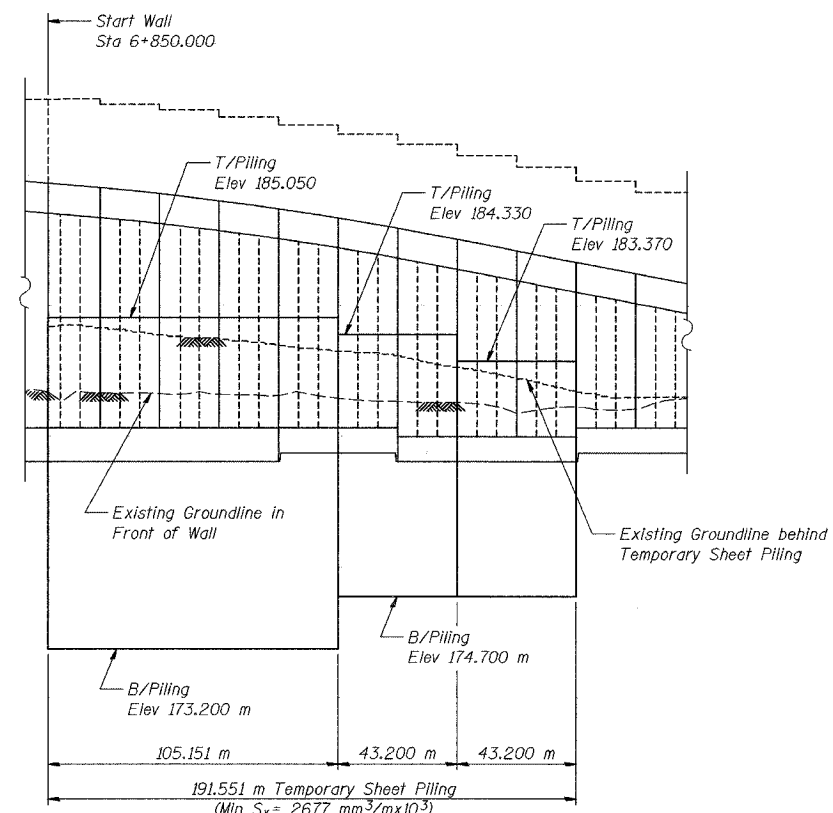 Start Wall
Sta 6+850.000
T/Piling
Elev 185.050
T/Piling
Elev 184.330
T/Piling
Elev 183.370
Existing Groundline in
Front of Wall
Existing Groundline behind
Temporary Sheet Piling
B/Piling
Elev 174.700 m
B/Piling
Elev 173.200 m
105.151 m
43.200 m
43.200 m
191.551 m Temporary Sheet Piling
(Min Sx= 2677 mm³/mx10³)